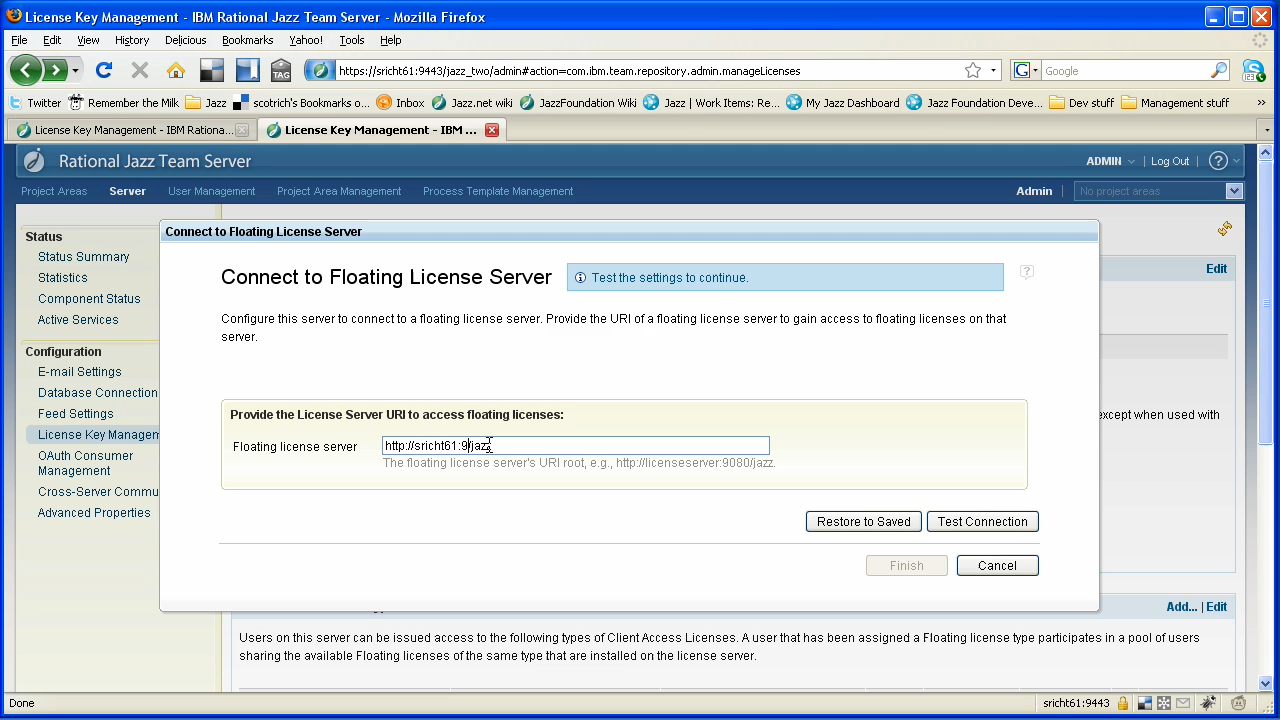 License Key Management - IBM Rational Jazz Team Server - Mozilla Firefox
File Edit View History Delicious Bookmarks Yahoo! Tools Help
https://sricht61:9443/jazz_two/admin#action=com.ibm.team.repository.admin.manageLicenses
Google
Twitter Remember the Milk Jazz scotrich's Bookmarks... Inbox Jazz.net wiki JazzFoundation Wiki Jazz | Work Items: Re... My Jazz Dashboard Jazz Foundation Deve... Dev stuff Management stuff
License Key Management - IBM Rationa... License Key Management - IBM ...
Rational Jazz Team Server
ADMIN | Log Out
Project Areas Server User Management Project Area Management Process Template Management Admin No project areas
Connect to Floating License Server
Status
Status Summary
Statistics
Component Status
Active Services
Configuration
E-mail Settings
Database Connection
Feed Settings
License Key Managem
OAuth Consumer
Management
Cross-Server Commu
Advanced Properties
Edit
Connect to Floating License Server
Test the settings to continue.
Configure this server to connect to a floating license server. Provide the URI of a floating license server to gain access to floating licenses on that
server.
Provide the License Server URI to access floating licenses:
except when used with
Floating license server http://sricht61:9/jazz
The floating license server's URI root, e.g., http://licenseserver:9080/jazz.
Restore to Saved Test Connection
Finish Cancel
Add... | Edit
Users on this server can be issued access to the following types of Client Access Licenses. A user that has been assigned a Floating license type participates in a pool of users
sharing the available Floating licenses of the same type that are installed on the license server.
Done
sricht61:9443